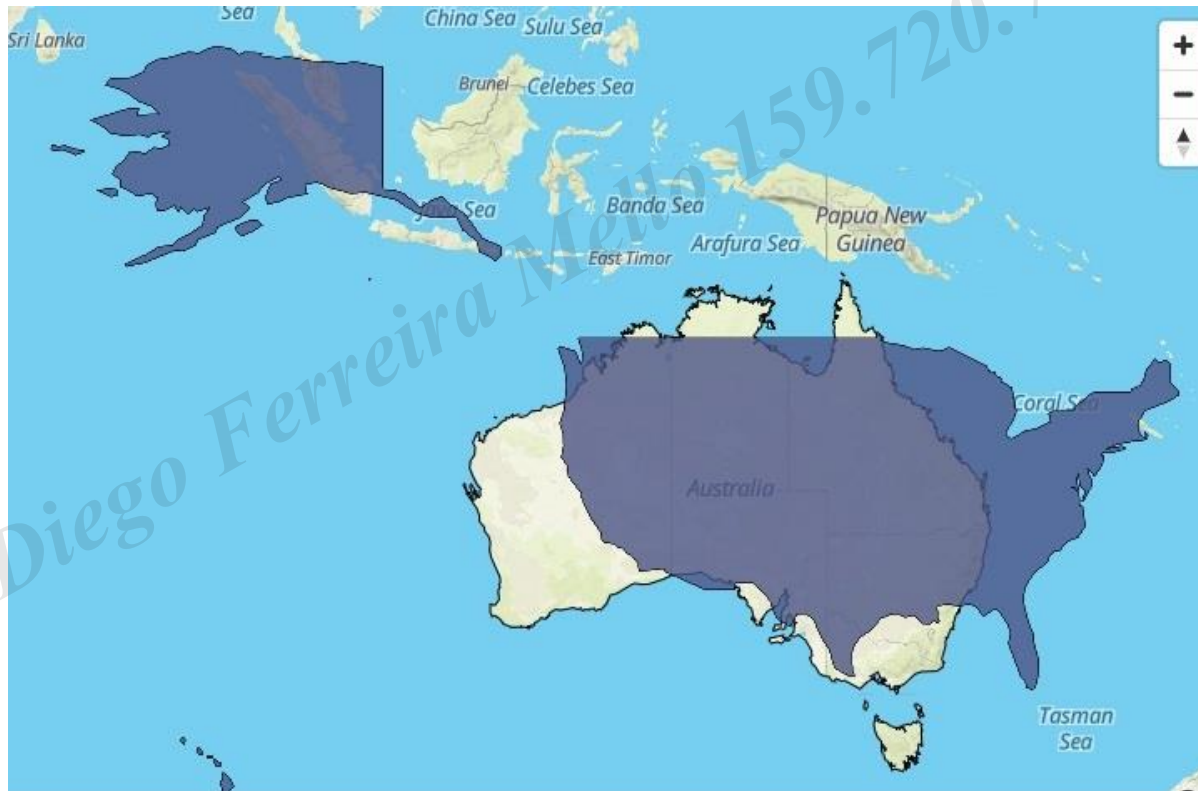 Sea
China Sea
Sulu Sea
Sri Lanka
Brunei
Celebes Sea
Java Sea
Banda Sea
Papua New
Guinea
Arafura Sea
East Timor
Coral Sea
Australia
Tasman
Sea
Diego Ferreira Mello 159.720.
+
−